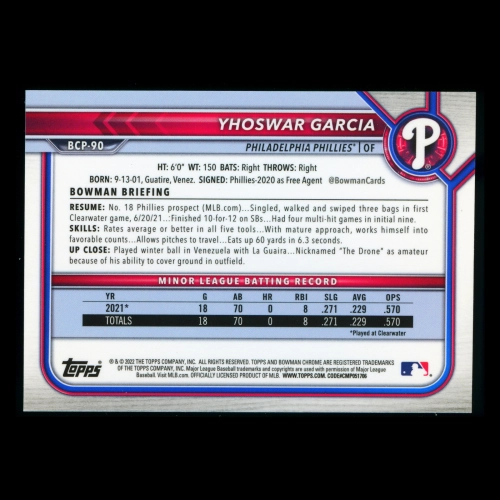 YHOSWAR GARCIA
BCP-90
PHILADELPHIA PHILLIES® | OF
P
HT: 6'0" WT: 150 BATS: Right THROWS: Right
BORN: 9-13-01, Guatire, Venez. SIGNED: Phillies-2020 as Free Agent @BowmanCards
BOWMAN BRIEFING
RESUME: No. 18 Phillies prospect (MLB.com)...Singled, walked and swiped three bags in first
Clearwater game, 6/20/21...Finished 10-for-12 on SBs...Had four multi-hit games in initial nine.
SKILLS: Rates average or better in all five tools...With mature approach, works himself into
favorable counts...Allows pitches to travel...Eats up 60 yards in 6.3 seconds.
UP CLOSE: Played winter ball in Venezuela with La Guaira...Nicknamed "The Drone" as amateur
because of his ability to cover ground in outfield.
MINOR LEAGUE BATTING RECORD
YR G AB HR RBI SLG AVG OPS
2021* 18 70 0 8 .271 .229 .570
TOTALS 18 70 0 8 .271 .229 .570
*Played at Clearwater
Topps
® & © 2022 THE TOPPS COMPANY, INC. ALL RIGHTS RESERVED. TOPPS AND BOWMAN CHROME ARE REGISTERED TRADEMARKS
OF THE TOPPS COMPANY, INC. Major League Baseball trademarks and copyrights are used with permission of Major League
Baseball. Visit MLB.com. OFFICIALLY LICENSED PRODUCT OF MLB. WWW.TOPPS.COM. CODE#CMP051786